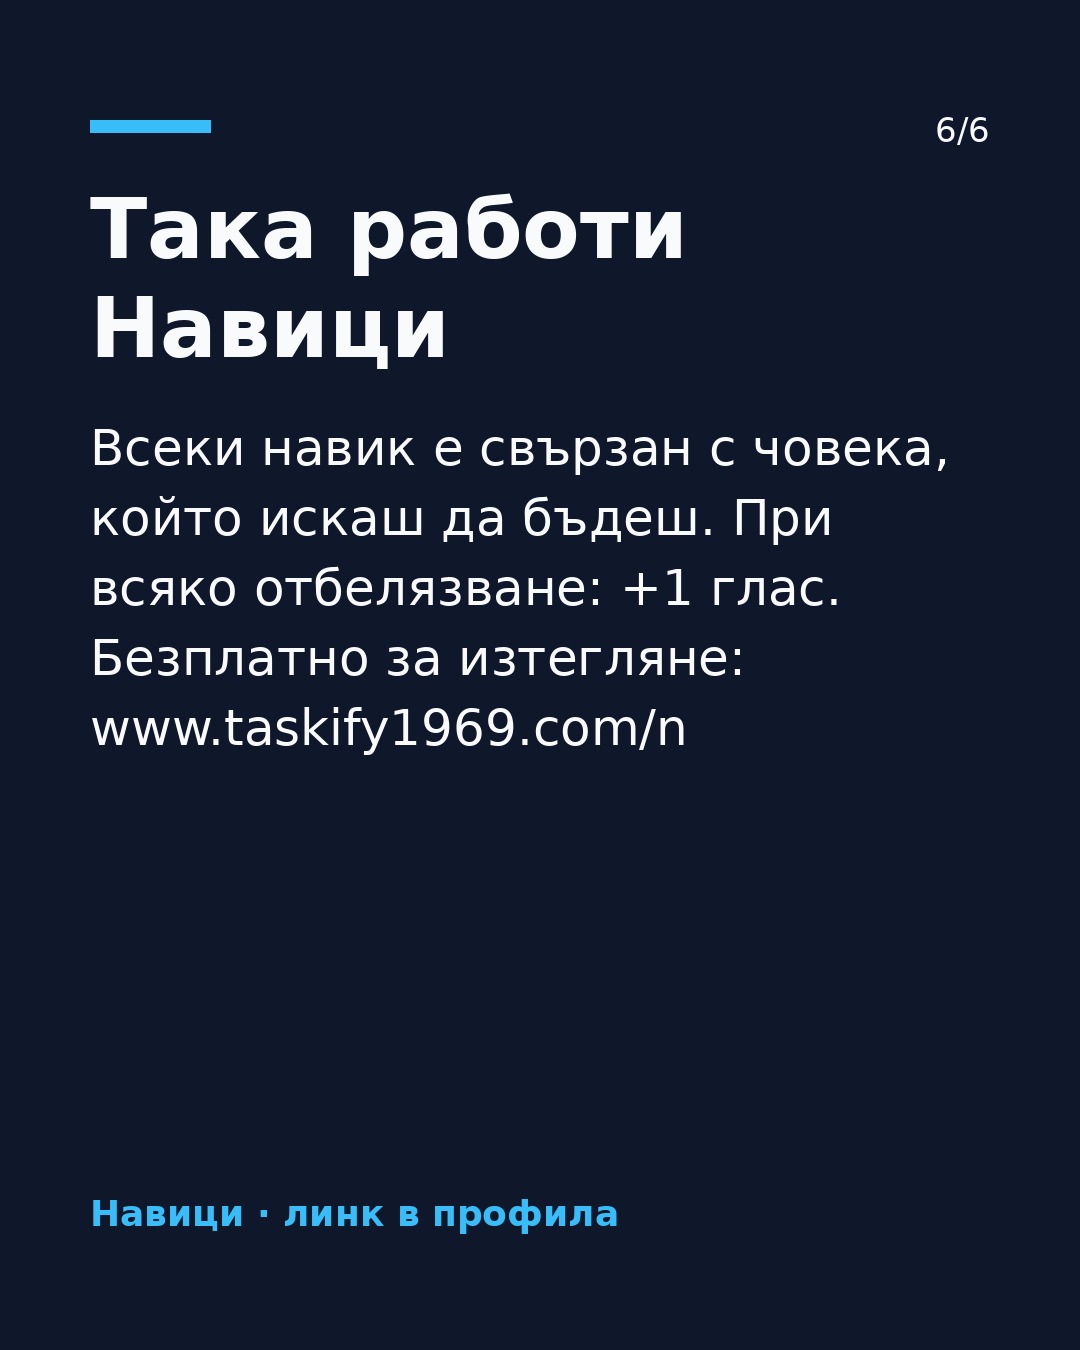 6/6
Така работи
Навици
Всеки навик е свързан с човека,
който искаш да бъдеш. При
всяко отбелязване: +1 глас.
Безплатно за изтегляне:
www.taskify1969.com/n
Навици · линк в профила